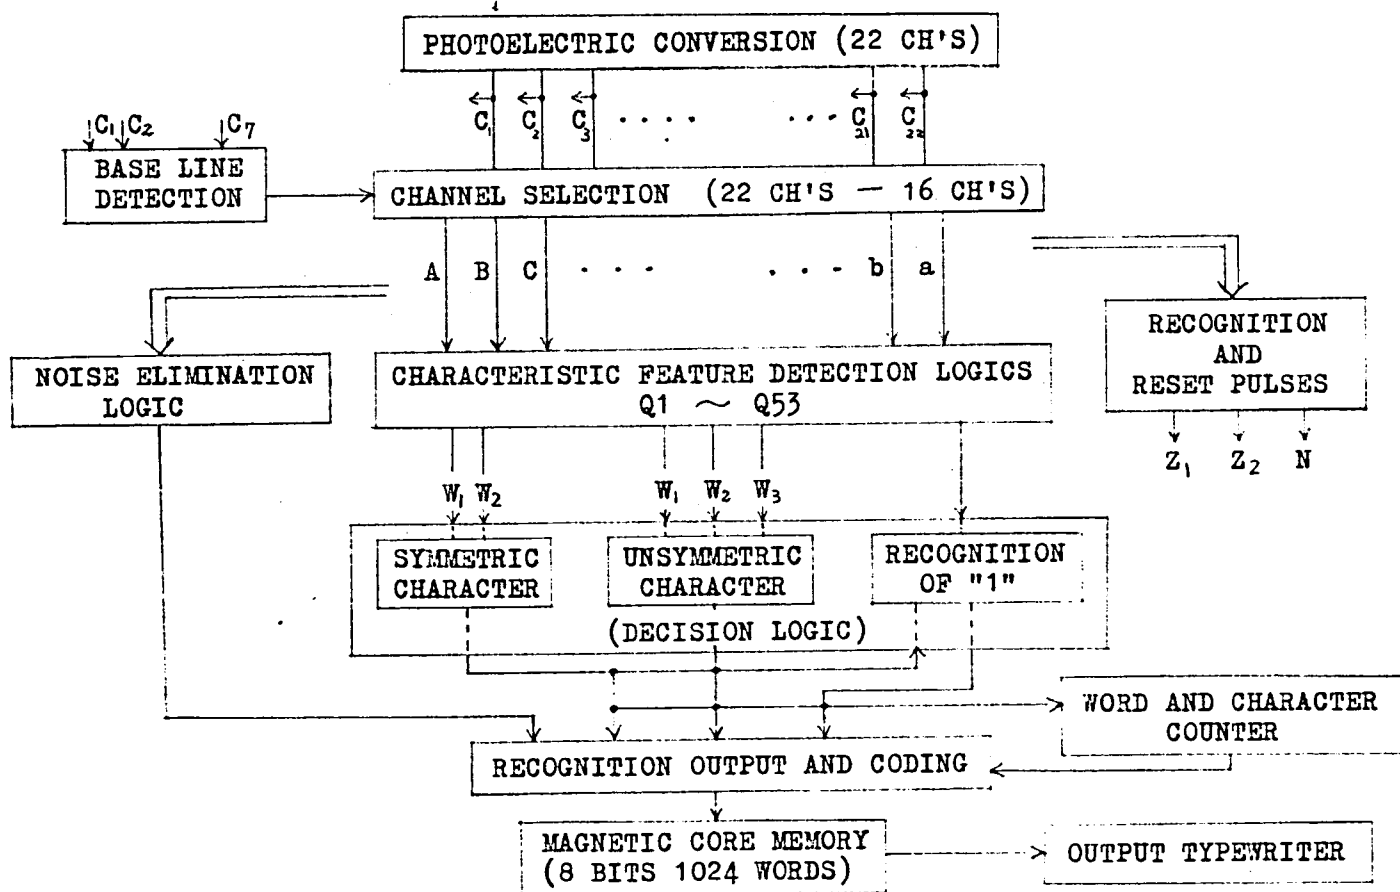 PHOTOELECTRIC CONVERSION (22 CH'S)
C₁ C₂ C₃ · · · · · · · C₂₁ C₂₂
C₁ C₂ C₇
BASE LINE
DETECTION
CHANNEL SELECTION (22 CH'S — 16 CH'S)
A B C · · · · · · · b a
NOISE ELIMINATION
LOGIC
CHARACTERISTIC FEATURE DETECTION LOGICS
Q1 ～ Q53
RECOGNITION
AND
RESET PULSES
Z₁ Z₂ N
W₁ W₂ W₁ W₂ W₃
SYMMETRIC
CHARACTER
UNSYMMETRIC
CHARACTER
RECOGNITION
OF "1"
(DECISION LOGIC)
WORD AND CHARACTER
COUNTER
RECOGNITION OUTPUT AND CODING
MAGNETIC CORE MEMORY
(8 BITS 1024 WORDS)
OUTPUT TYPEWRITER